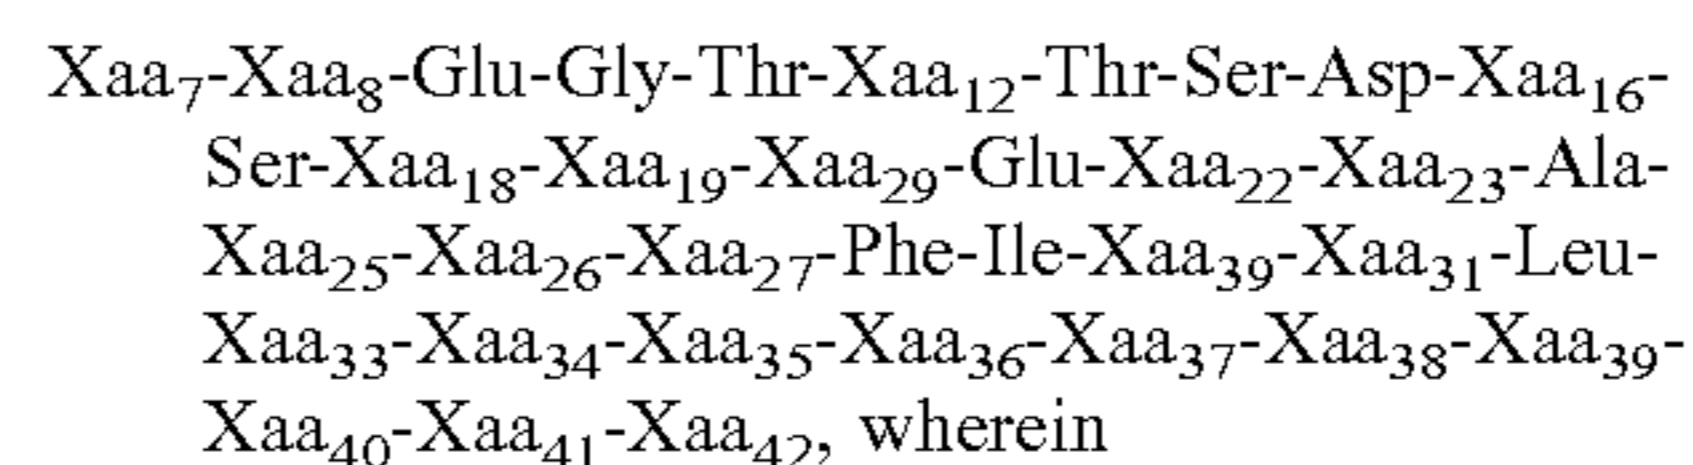 Xaa₇-Xaa₈-Glu-Gly-Thr-Xaa₁₂-Thr-Ser-Asp-Xaa₁₆-
Ser-Xaa₁₈-Xaa₁₉-Xaa₂₉-Glu-Xaa₂₂-Xaa₂₃-Ala-
Xaa₂₅-Xaa₂₆-Xaa₂₇-Phe-Ile-Xaa₃₉-Xaa₃₁-Leu-
Xaa₃₃-Xaa₃₄-Xaa₃₅-Xaa₃₆-Xaa₃₇-Xaa₃₈-Xaa₃₉-
Xaa₄₀-Xaa₄₁-Xaa₄₂, wherein